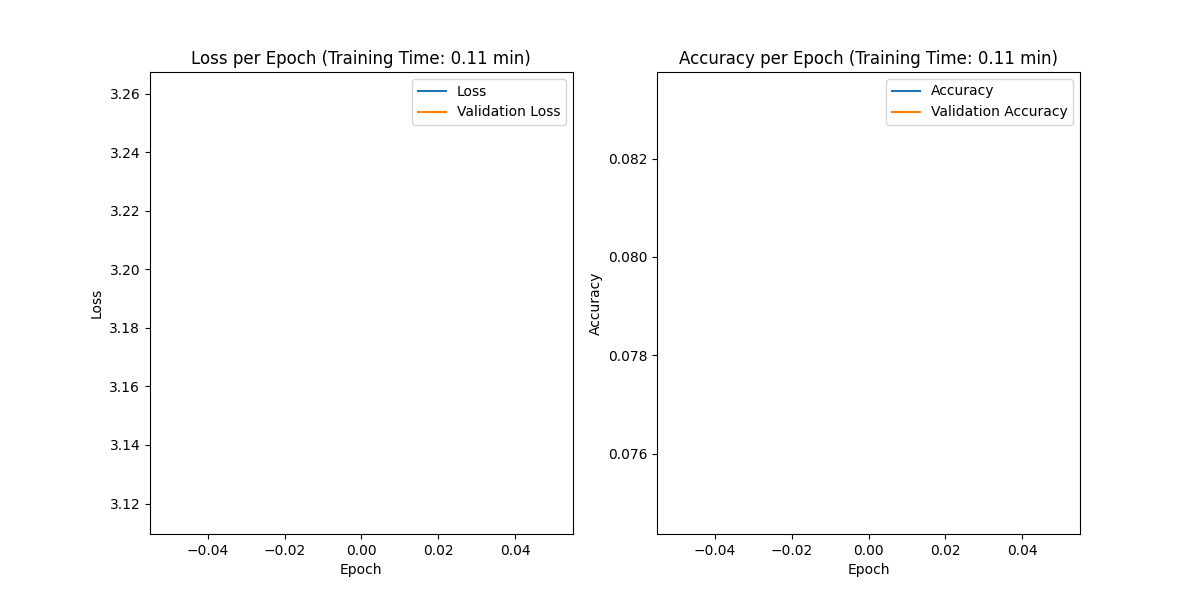 Loss per Epoch (Training Time: 0.11 min)
Loss
Validation Loss
3.26
3.24
3.22
3.20
3.18
3.16
3.14
3.12
Loss
−0.04 −0.02 0.00 0.02 0.04
Epoch
Accuracy per Epoch (Training Time: 0.11 min)
Accuracy
Validation Accuracy
0.082
0.080
0.078
0.076
Accuracy
−0.04 −0.02 0.00 0.02 0.04
Epoch